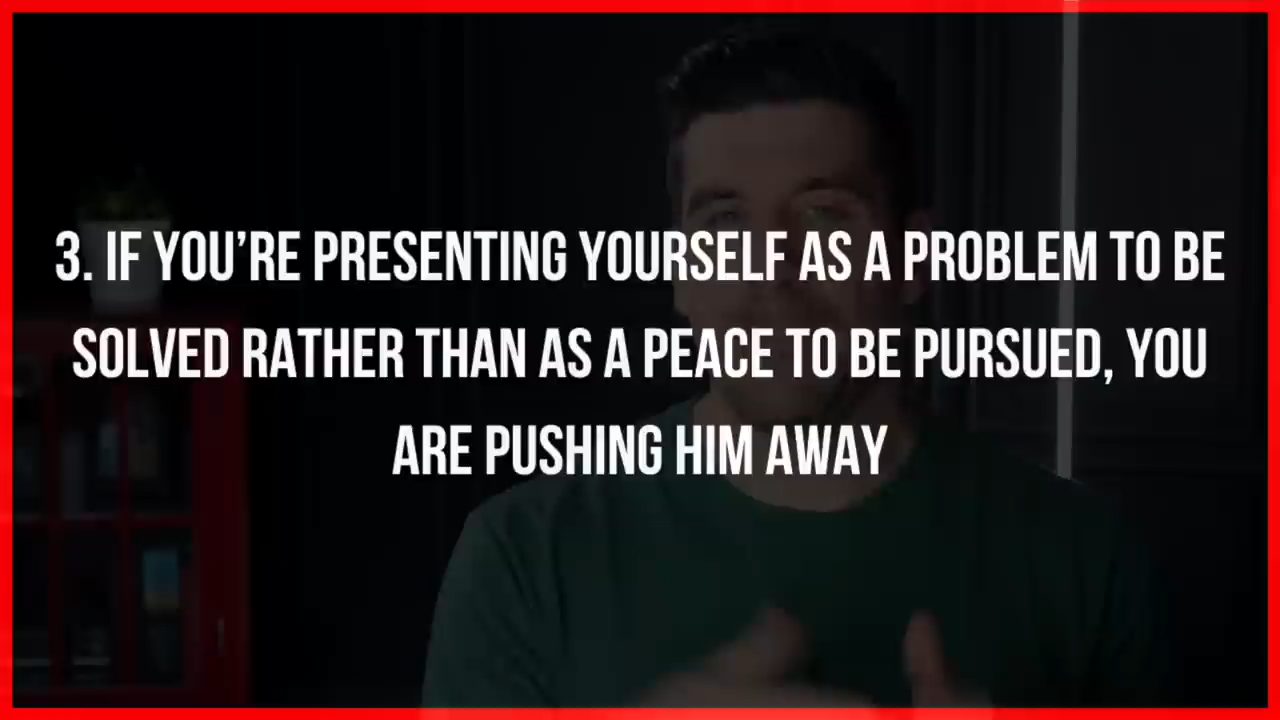 3. IF YOU’RE PRESENTING YOURSELF AS A PROBLEM TO BE
SOLVED RATHER THAN AS A PEACE TO BE PURSUED, YOU
ARE PUSHING HIM AWAY